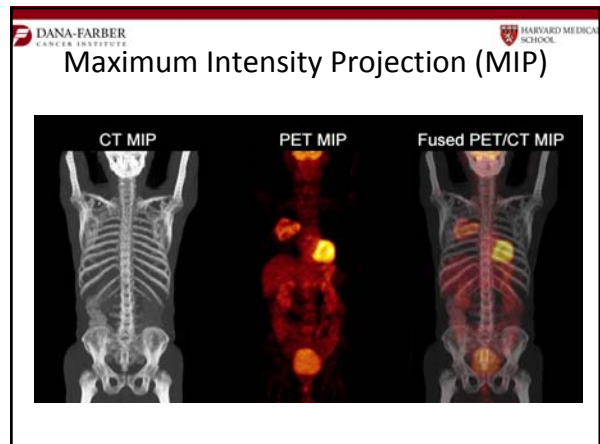 DANA-FARBER
CANCER INSTITUTE
HARVARD MEDICAL
SCHOOL
Maximum Intensity Projection (MIP)
CT MIP
PET MIP
Fused PET/CT MIP